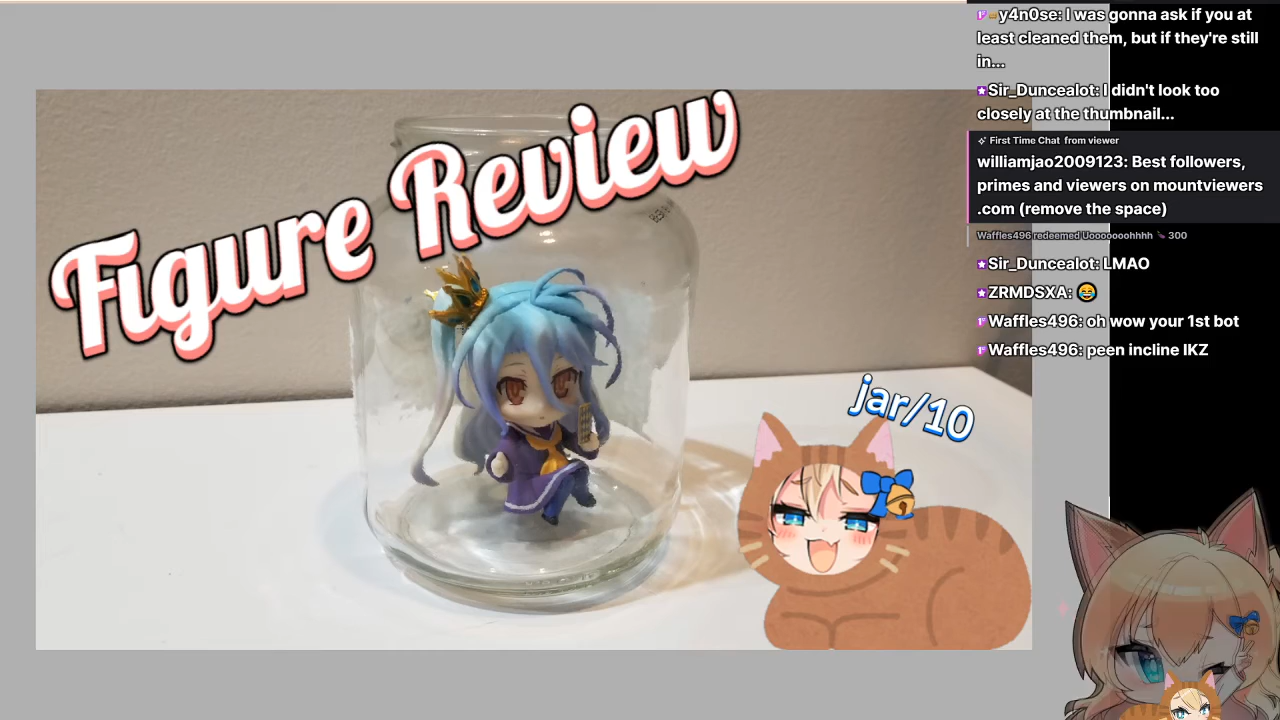 Figure Review
jar/10
y4n0se: I was gonna ask if you at
least cleaned them, but if they're still
in...
Sir_Duncealot: I didn't look too
closely at the thumbnail...
First Time Chat from viewer
williamjao2009123: Best followers,
primes and viewers on mountviewers
.com (remove the space)
Waffles496 redeemed Uooooooohhhh 300
Sir_Duncealot: LMAO
ZRMDSXA: 😂
Waffles496: oh wow your 1st bot
Waffles496: peen incline IKZ